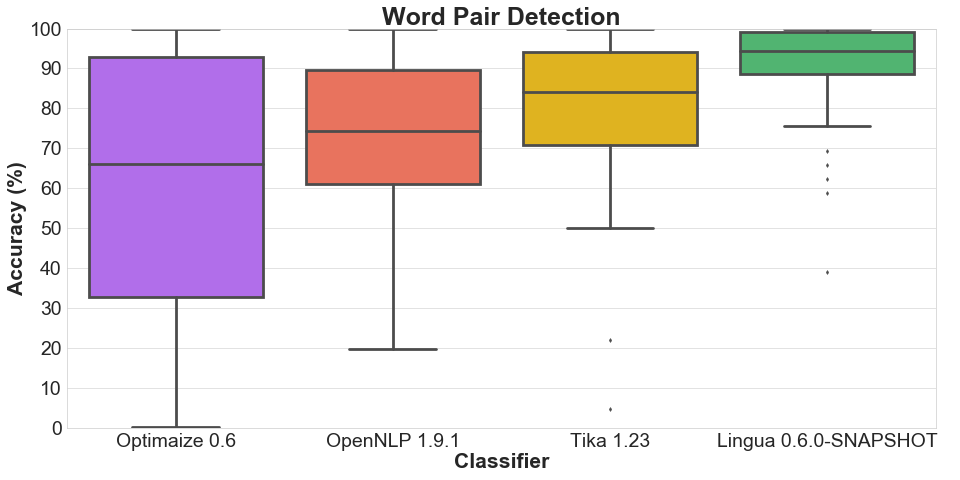 Word Pair Detection
100
90
80
70
60
50
40
30
20
10
0
Accuracy (%)
Optimaize 0.6 OpenNLP 1.9.1 Tika 1.23 Lingua 0.6.0-SNAPSHOT
Classifier